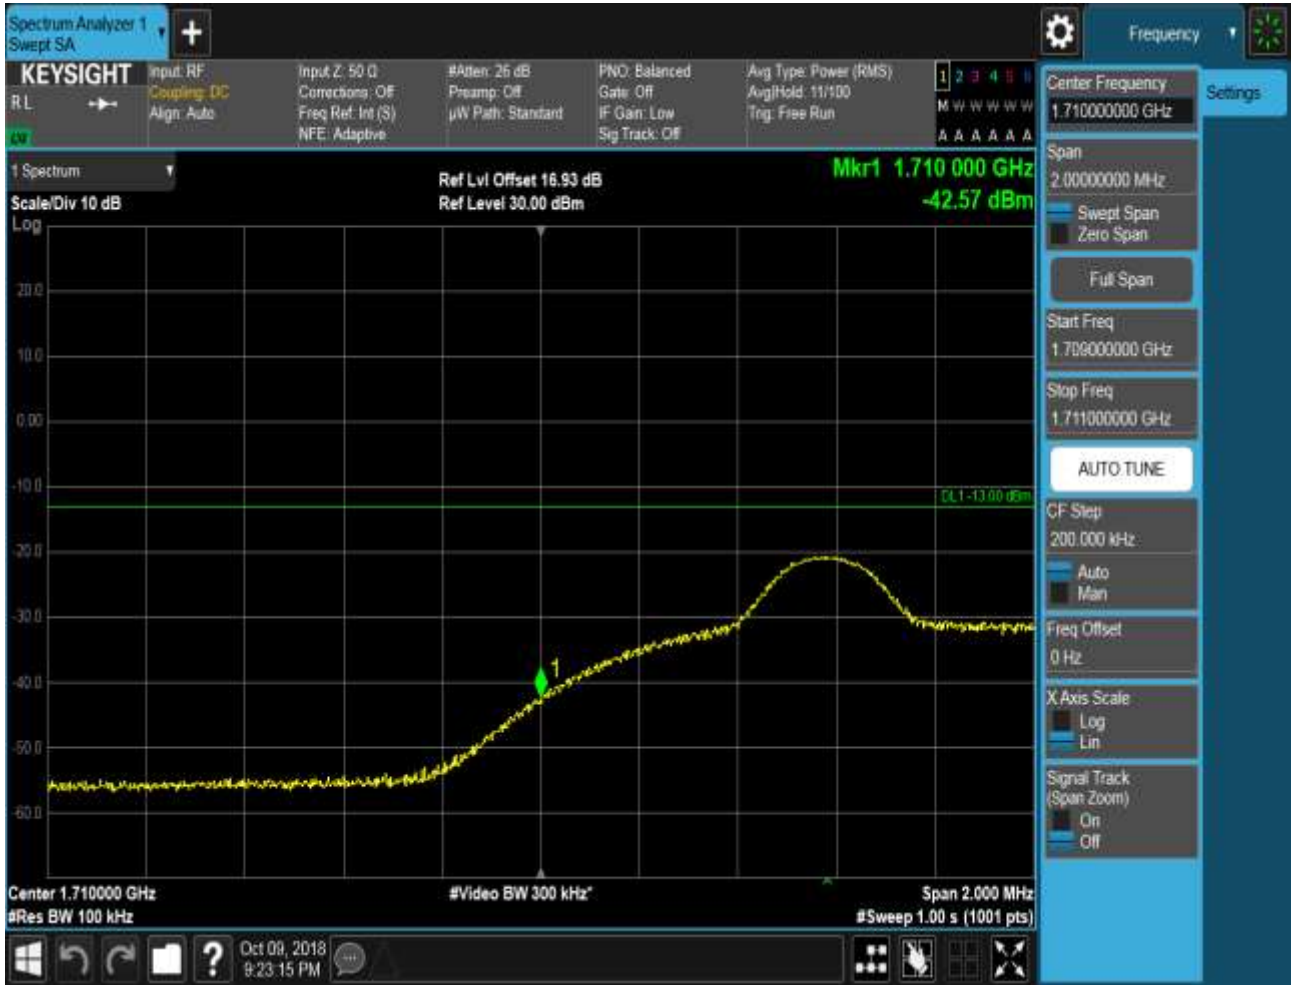 Spectrum Analyzer 1
Swept SA
+
Frequency
KEYSIGHT
R L
Input: RF
Coupling: DC
Align: Auto
Input Z: 50 Ω
Corrections: Off
Freq Ref: Int (S)
NFE: Adaptive
#Atten: 26 dB
Preamp: Off
µW Path: Standard
PNO: Balanced
Gate: Off
IF Gain: Low
Sig Track: Off
Avg Type: Power (RMS)
Avg|Hold: 11/100
Trig: Free Run
1 2 3 4 5 6
M W W W W W
A A A A A A
Center Frequency
1.710000000 GHz
Settings
Span
2.00000000 MHz
Swept Span
Zero Span
Full Span
Start Freq
1.709000000 GHz
Stop Freq
1.711000000 GHz
AUTO TUNE
CF Step
200.000 kHz
Auto
Man
Freq Offset
0 Hz
X Axis Scale
Log
Lin
Signal Track
(Span Zoom)
On
Off
1 Spectrum
Scale/Div 10 dB
Log
Ref Lvl Offset 16.93 dB
Ref Level 30.00 dBm
Mkr1 1.710 000 GHz
-42.57 dBm
20.0
10.0
0.00
-10.0
DL1 -13.00 dBm
-20.0
-30.0
1
-40.0
-50.0
-60.0
Center 1.710000 GHz
#Res BW 100 kHz
#Video BW 300 kHz*
Span 2.000 MHz
#Sweep 1.00 s (1001 pts)
?
Oct 09, 2018
9:23:15 PM